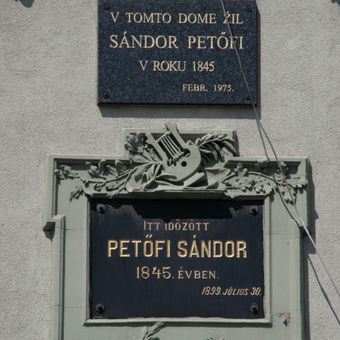 V TOMTO DOME ŽIL
SÁNDOR PETŐFI
V ROKU 1845
FEBR. 1975.
ITT IDŐZÖTT
PETŐFI SÁNDOR
1845. ÉVBEN.
1899. JÚLIUS 30.